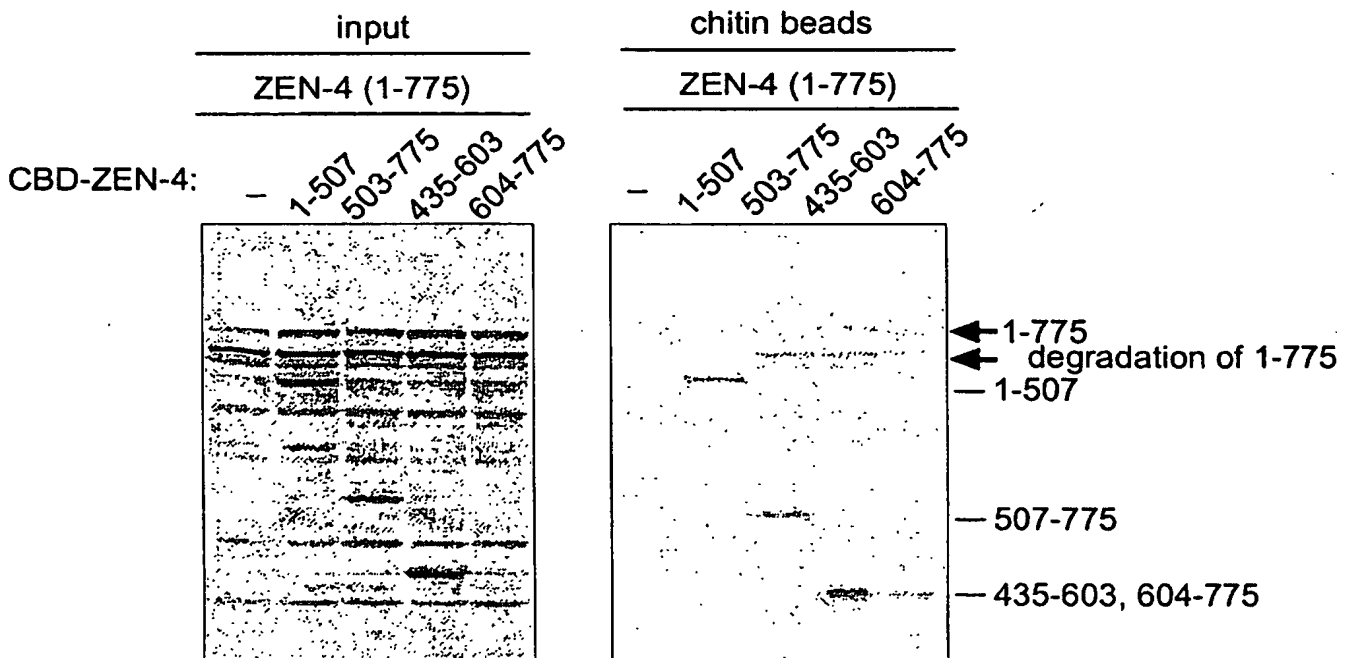 input
ZEN-4 (1-775)
CBD-ZEN-4:
–
1-507
503-775
435-603
604-775
chitin beads
ZEN-4 (1-775)
–
1-507
503-775
435-603
604-775
1-775
degradation of 1-775
1-507
507-775
435-603, 604-775